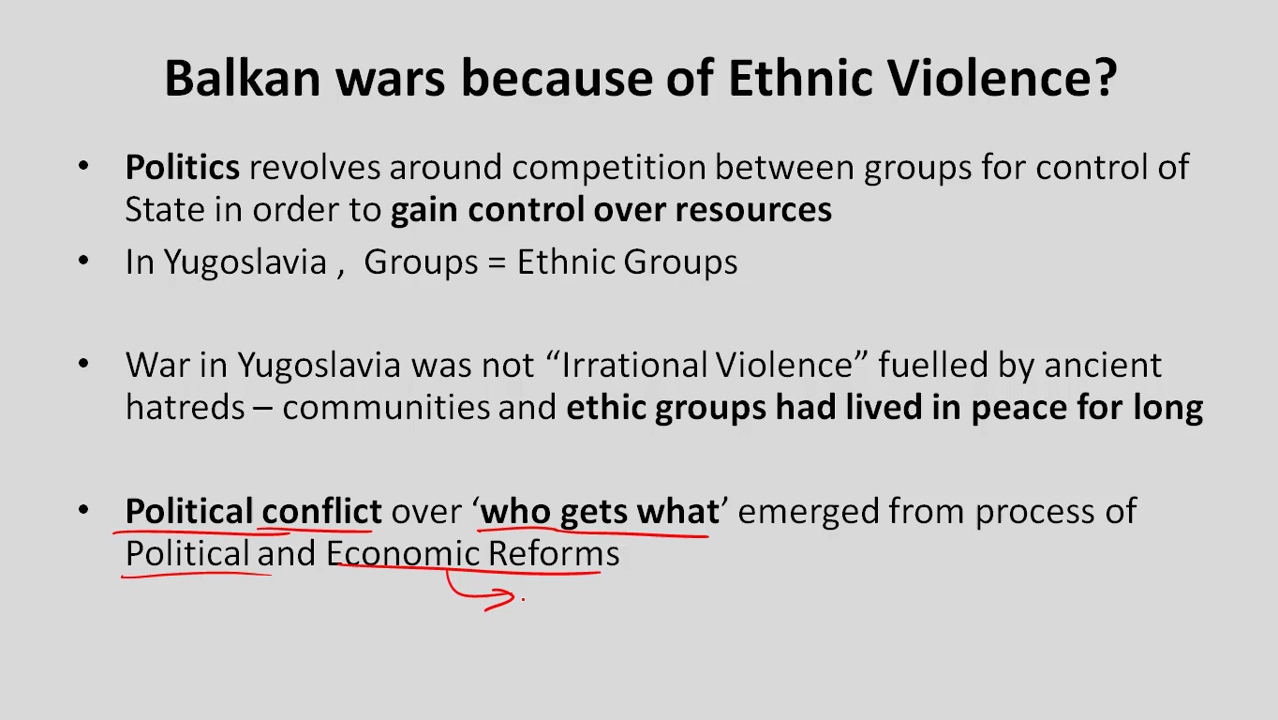 Balkan wars because of Ethnic Violence?
• Politics revolves around competition between groups for control of
State in order to gain control over resources
• In Yugoslavia , Groups = Ethnic Groups
• War in Yugoslavia was not “Irrational Violence” fuelled by ancient
hatreds – communities and ethic groups had lived in peace for long
• Political conflict over ‘who gets what’ emerged from process of
Political and Economic Reforms